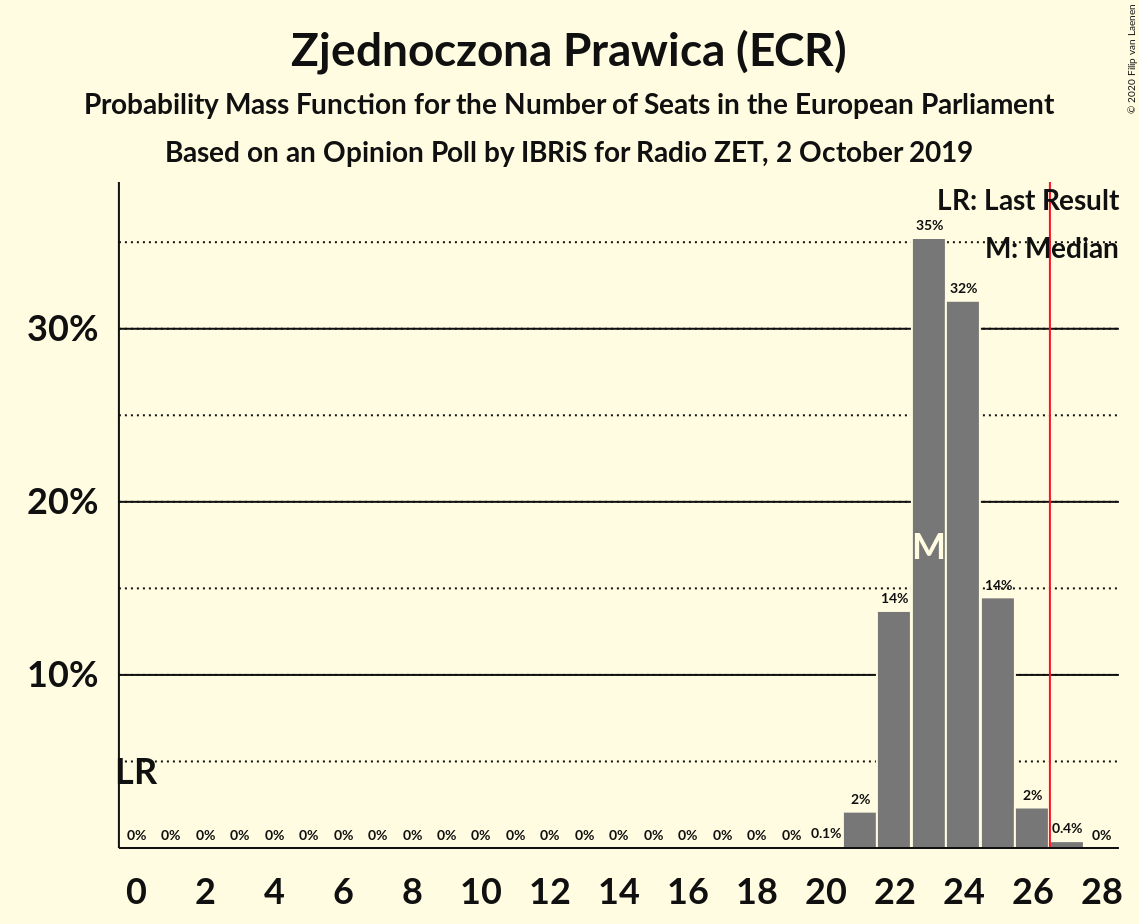 Zjednoczona Prawica (ECR)
Probability Mass Function for the Number of Seats in the European Parliament
Based on an Opinion Poll by IBRiS for Radio ZET, 2 October 2019
© 2020 Filip van Laenen
LR: Last Result
M: Median
35%
32%
30%
20%
M
14%
14%
10%
LR
2%
2%
0% 0% 0% 0% 0% 0% 0% 0% 0% 0% 0% 0% 0% 0% 0% 0% 0% 0% 0% 0% 0.1% 0.4% 0%
0 2 4 6 8 10 12 14 16 18 20 22 24 26 28